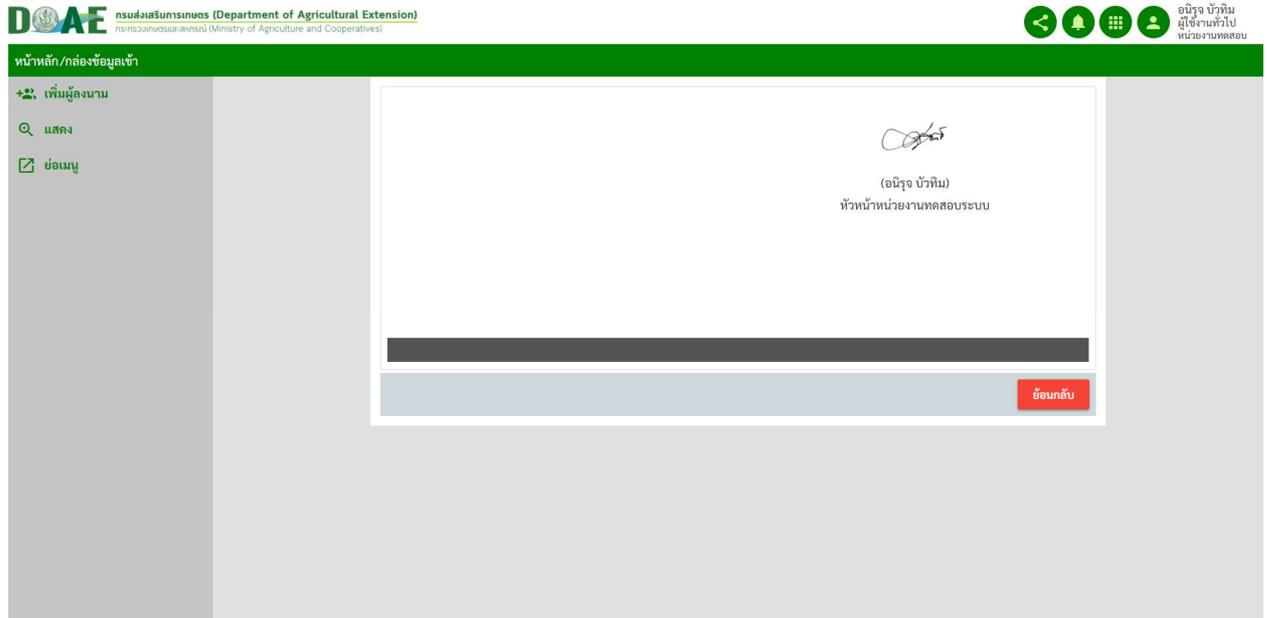 DOAE
กรมส่งเสริมการเกษตร (Department of Agricultural Extension)
กระทรวงเกษตรและสหกรณ์ (Ministry of Agriculture and Cooperatives)
อนิรุจ บัวทิม
ผู้ใช้งานทั่วไป
หน่วยงานทดสอบ
หน้าหลัก/กล่องข้อมูลเข้า
เพิ่มผู้ลงนาม
แสดง
ย่อเมนู
(อนิรุจ บัวทิม)
หัวหน้าหน่วยงานทดสอบระบบ
ย้อนกลับ